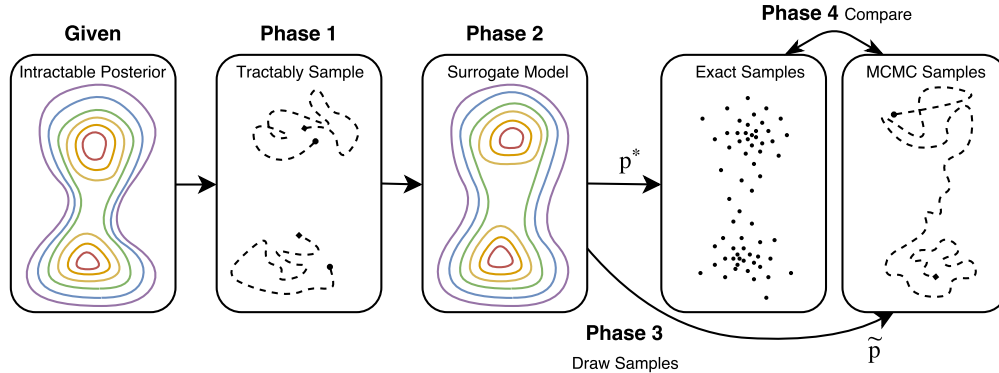 Given
Phase 1
Phase 2
Phase 4 Compare
Intractable Posterior
Tractably Sample
Surrogate Model
Exact Samples
MCMC Samples
p*
Phase 3
Draw Samples
p̃